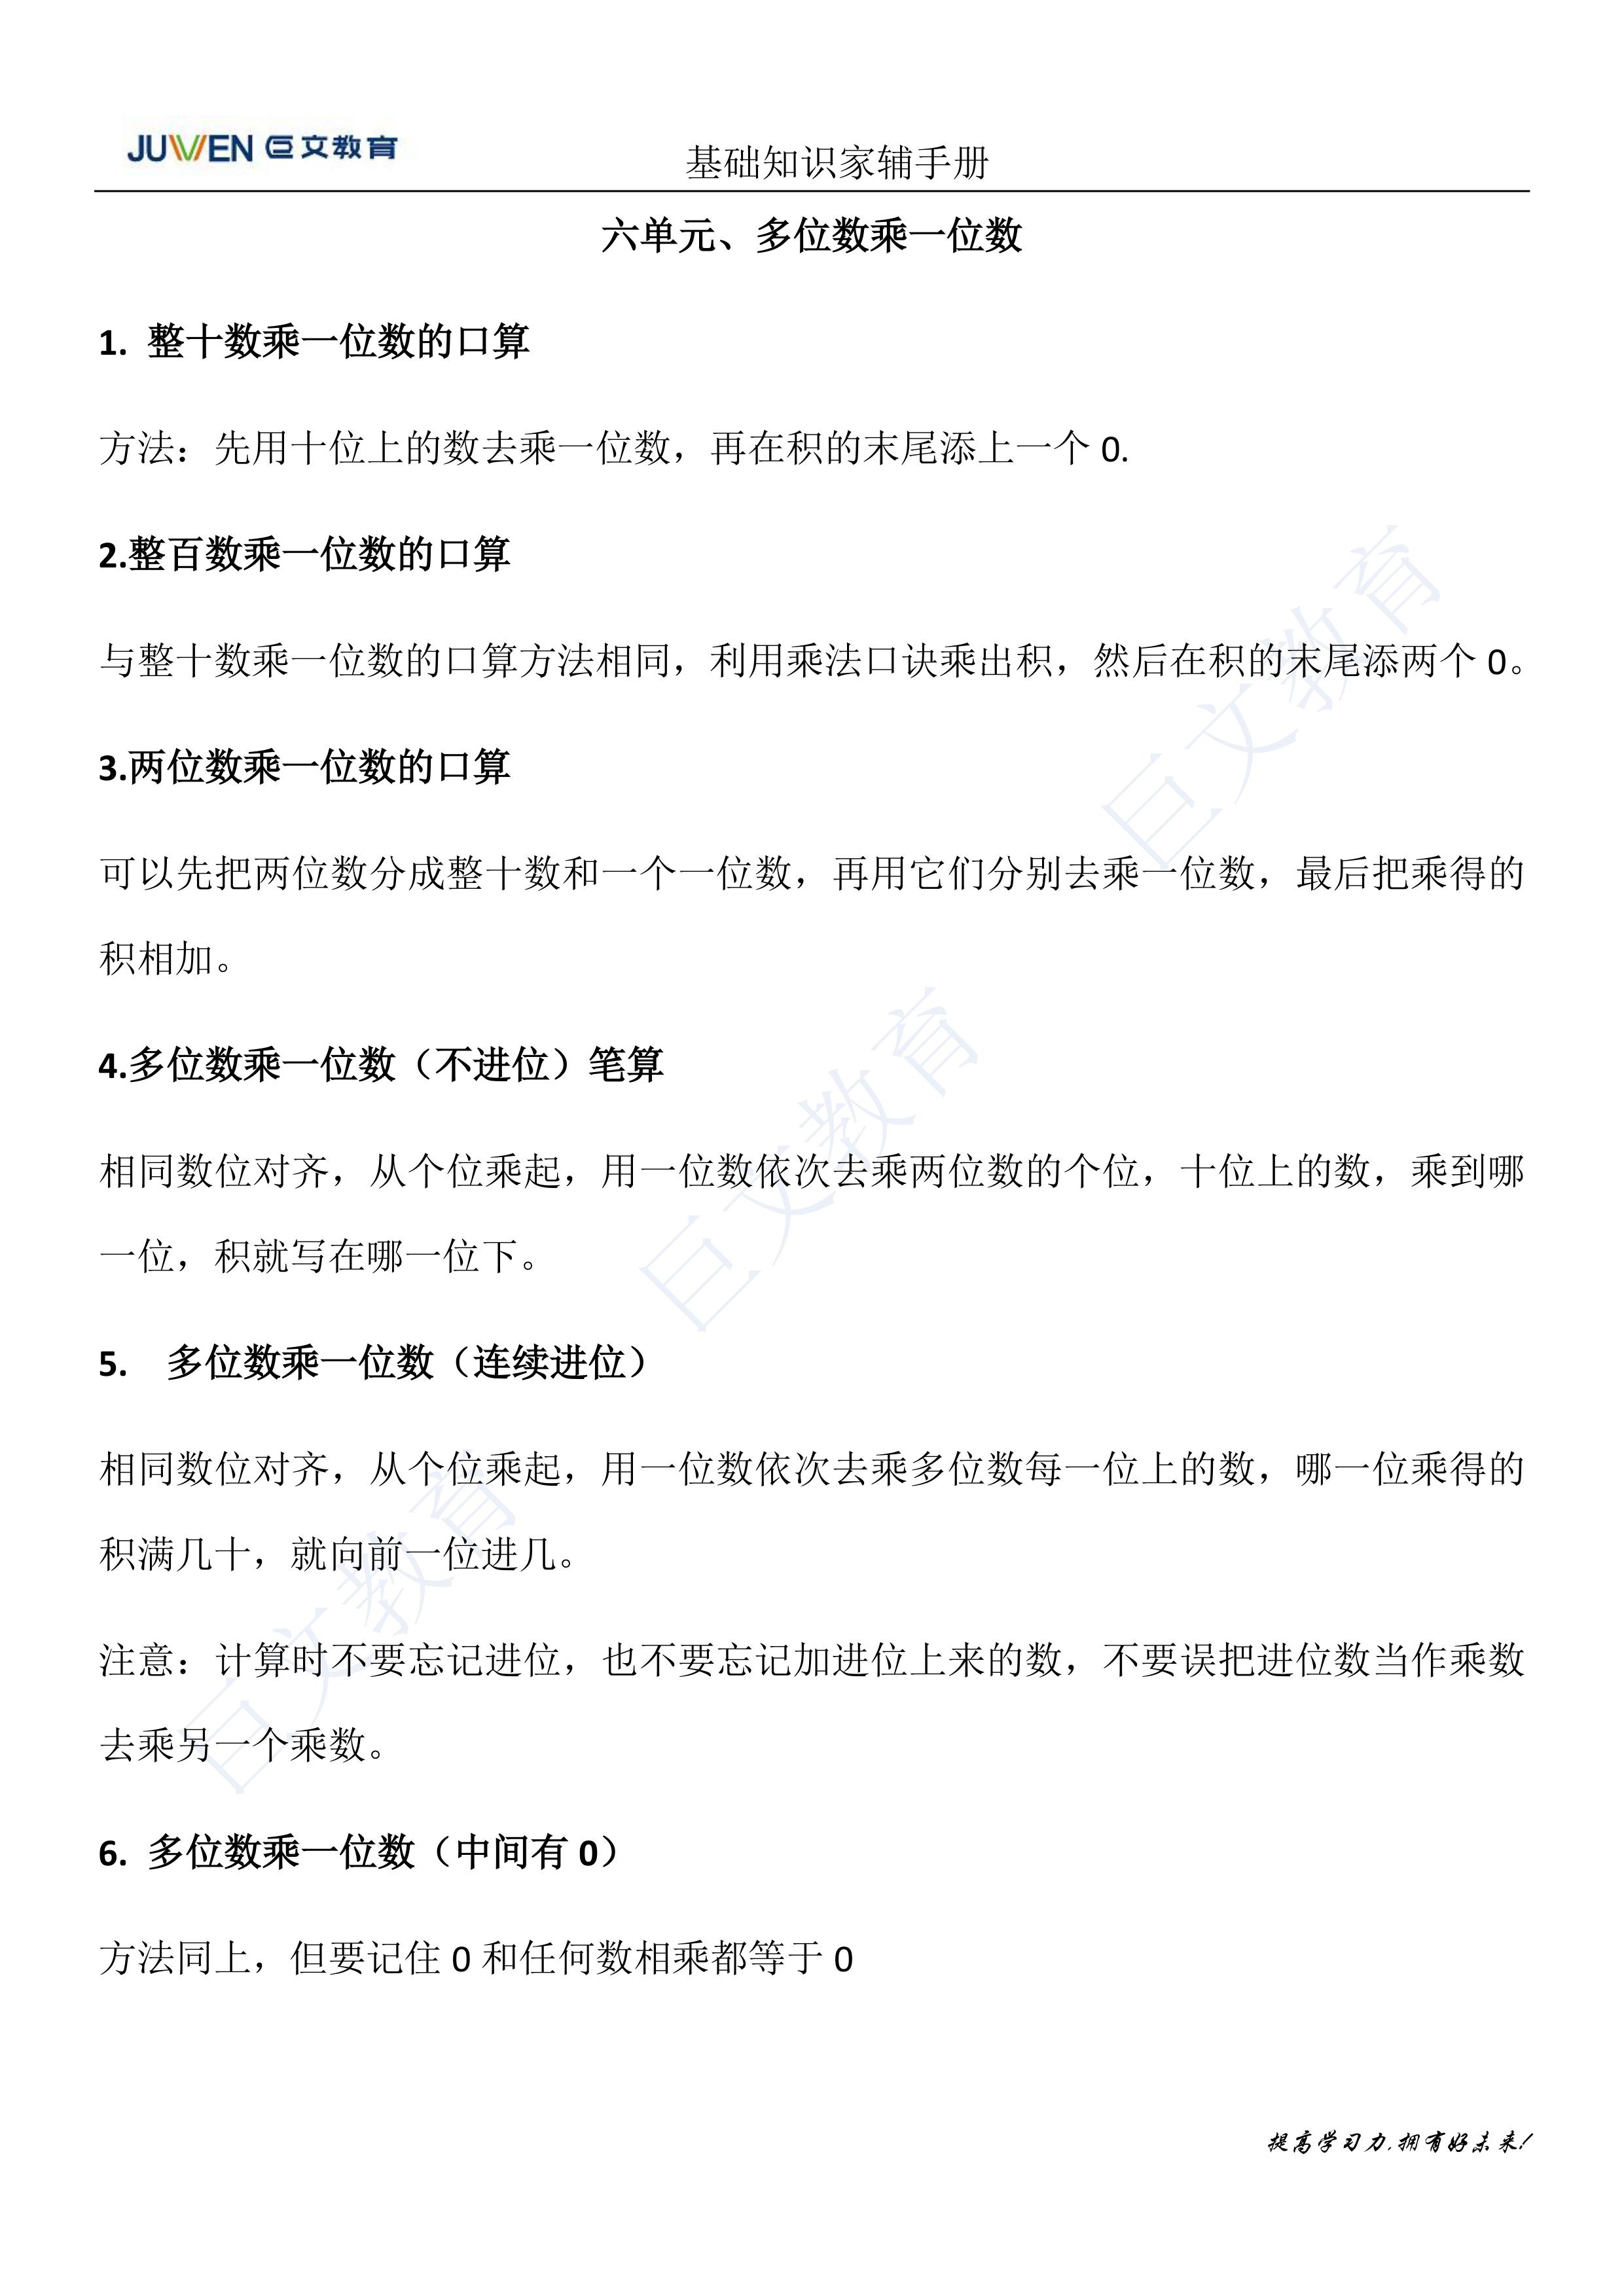 JUWEN 巨文教育
基础知识家辅手册
六单元、多位数乘一位数
1. 整十数乘一位数的口算
方法：先用十位上的数去乘一位数，再在积的末尾添上一个 0.
2.整百数乘一位数的口算
与整十数乘一位数的口算方法相同，利用乘法口诀乘出积，然后在积的末尾添两个 0。
3.两位数乘一位数的口算
可以先把两位数分成整十数和一个一位数，再用它们分别去乘一位数，最后把乘得的
积相加。
4.多位数乘一位数（不进位）笔算
相同数位对齐，从个位乘起，用一位数依次去乘两位数的个位，十位上的数，乘到哪
一位，积就写在哪一位下。
5. 多位数乘一位数（连续进位）
相同数位对齐，从个位乘起，用一位数依次去乘多位数每一位上的数，哪一位乘得的
积满几十，就向前一位进几。
注意：计算时不要忘记进位，也不要忘记加进位上来的数，不要误把进位数当作乘数
去乘另一个乘数。
6. 多位数乘一位数（中间有 0）
方法同上，但要记住 0 和任何数相乘都等于 0
提高学习力,拥有好未来!
巨文教育
巨文教育
巨文教育